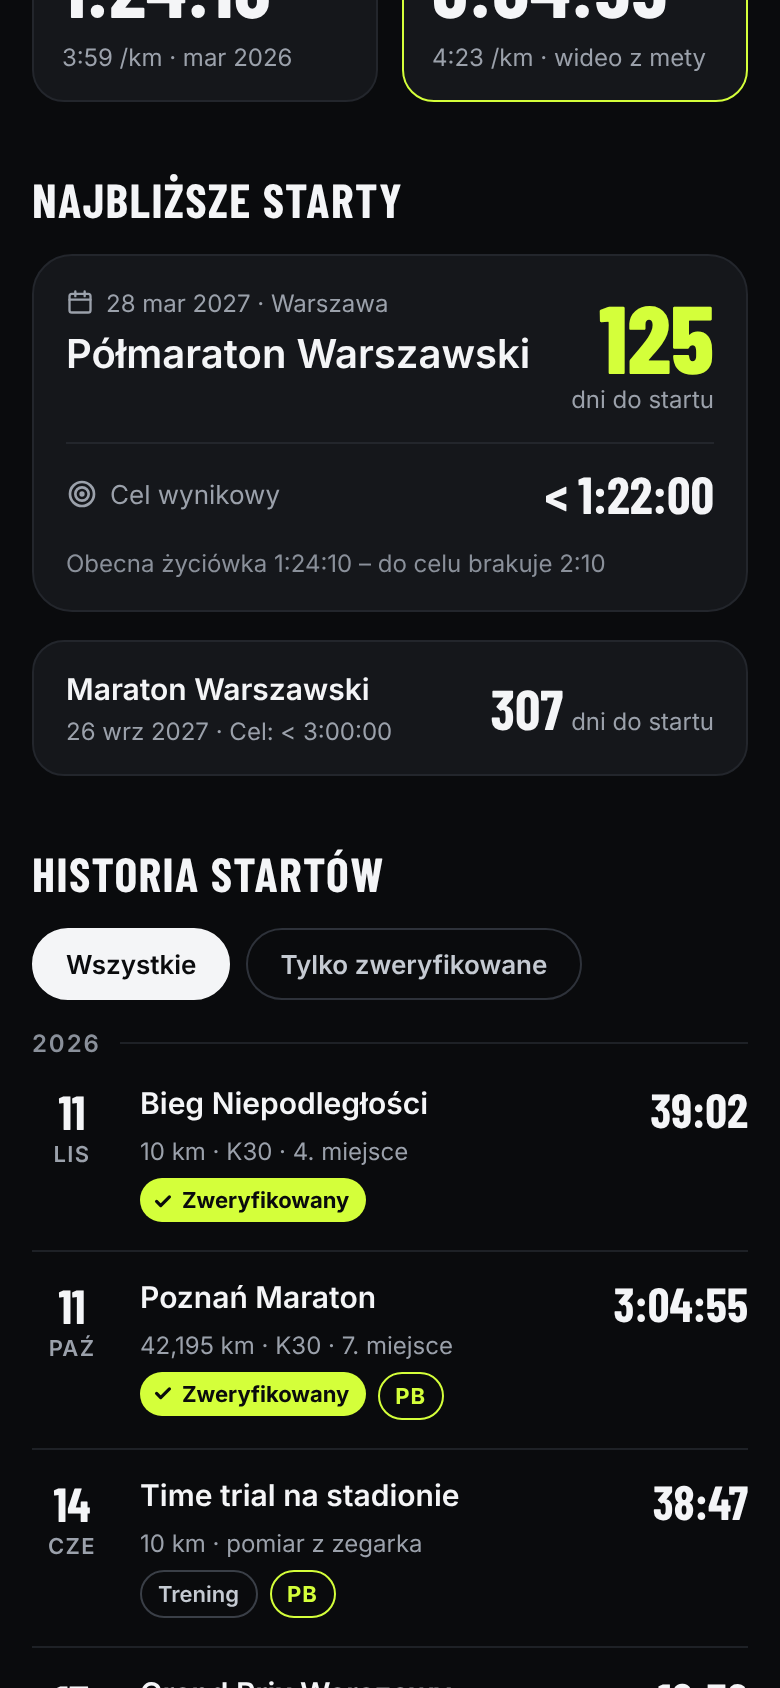 3:59 /km · mar 2026
4:23 /km · wideo z mety
NAJBLIŻSZE STARTY
28 mar 2027 · Warszawa
Półmaraton Warszawski
125
dni do startu
Cel wynikowy
< 1:22:00
Obecna życiówka 1:24:10 – do celu brakuje 2:10
Maraton Warszawski
26 wrz 2027 · Cel: < 3:00:00
307 dni do startu
HISTORIA STARTÓW
Wszystkie
Tylko zweryfikowane
2026
11
LIS
Bieg Niepodległości
39:02
10 km · K30 · 4. miejsce
Zweryfikowany
11
PAŹ
Poznań Maraton
3:04:55
42,195 km · K30 · 7. miejsce
Zweryfikowany
PB
14
CZE
Time trial na stadionie
38:47
10 km · pomiar z zegarka
Trening
PB